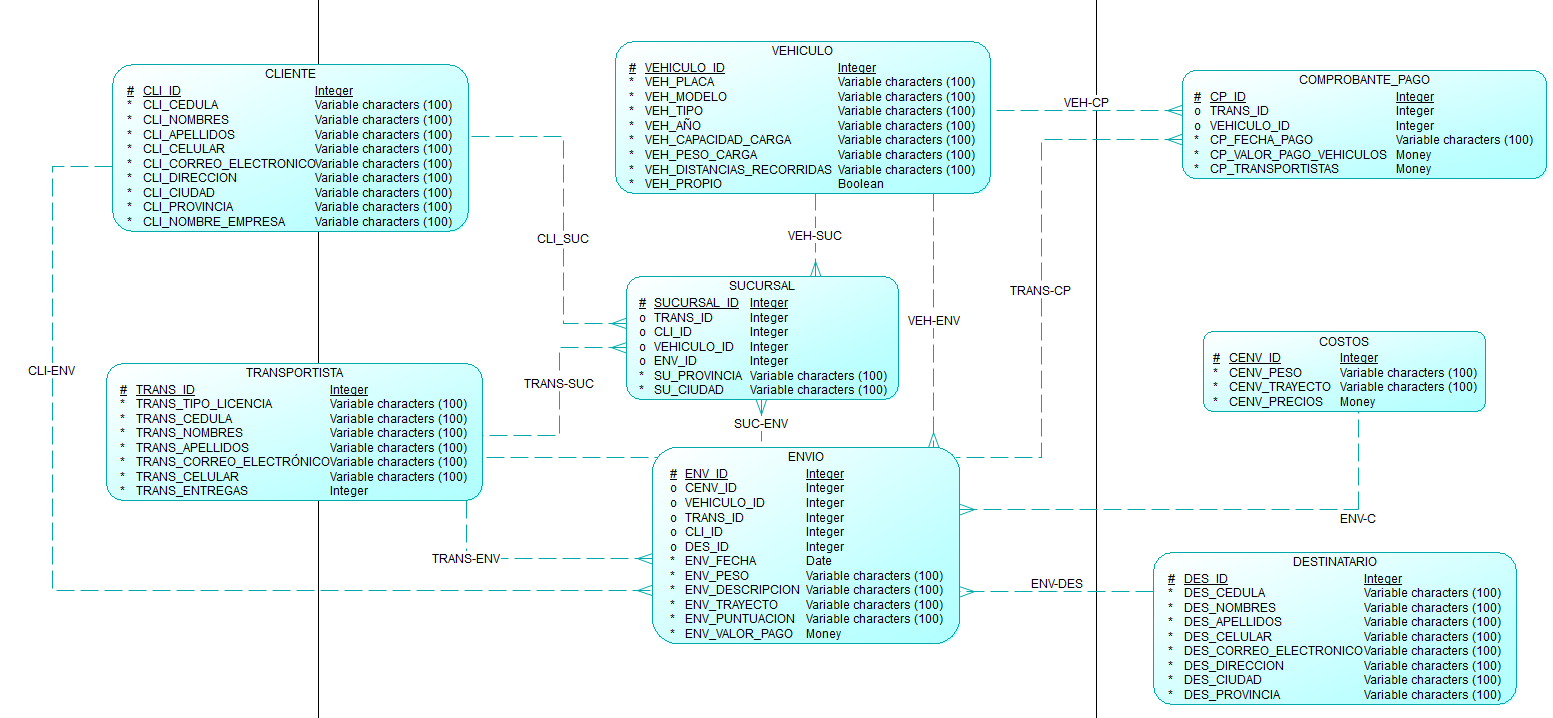 CLIENTE
# CLI_ID Integer
* CLI_CEDULA Variable characters (100)
* CLI_NOMBRES Variable characters (100)
* CLI_APELLIDOS Variable characters (100)
* CLI_CELULAR Variable characters (100)
* CLI_CORREO_ELECTRONICO Variable characters (100)
* CLI_DIRECCION Variable characters (100)
* CLI_CIUDAD Variable characters (100)
* CLI_PROVINCIA Variable characters (100)
* CLI_NOMBRE_EMPRESA Variable characters (100)
VEHICULO
# VEHICULO_ID Integer
* VEH_PLACA Variable characters (100)
* VEH_MODELO Variable characters (100)
* VEH_TIPO Variable characters (100)
* VEH_AÑO Variable characters (100)
* VEH_CAPACIDAD_CARGA Variable characters (100)
* VEH_PESO_CARGA Variable characters (100)
* VEH_DISTANCIAS_RECORRIDAS Variable characters (100)
* VEH_PROPIO Boolean
VEH-CP
COMPROBANTE_PAGO
# CP_ID Integer
o TRANS_ID Integer
o VEHICULO_ID Integer
* CP_FECHA_PAGO Variable characters (100)
* CP_VALOR_PAGO_VEHICULOS Money
* CP_TRANSPORTISTAS Money
CLI_SUC
VEH-SUC
SUCURSAL
# SUCURSAL_ID Integer
o TRANS_ID Integer
o CLI_ID Integer
o VEHICULO_ID Integer
o ENV_ID Integer
* SU_PROVINCIA Variable characters (100)
* SU_CIUDAD Variable characters (100)
TRANS-CP
VEH-ENV
CLI-ENV
TRANS-SUC
SUC-ENV
TRANSPORTISTA
# TRANS_ID Integer
* TRANS_TIPO_LICENCIA Variable characters (100)
* TRANS_CEDULA Variable characters (100)
* TRANS_NOMBRES Variable characters (100)
* TRANS_APELLIDOS Variable characters (100)
* TRANS_CORREO_ELECTRÓNICO Variable characters (100)
* TRANS_CELULAR Variable characters (100)
* TRANS_ENTREGAS Integer
COSTOS
# CENV_ID Integer
* CENV_PESO Variable characters (100)
* CENV_TRAYECTO Variable characters (100)
* CENV_PRECIOS Money
ENVIO
# ENV_ID Integer
o CENV_ID Integer
o VEHICULO_ID Integer
o TRANS_ID Integer
o CLI_ID Integer
o DES_ID Integer
* ENV_FECHA Date
* ENV_PESO Variable characters (100)
* ENV_DESCRIPCION Variable characters (100)
* ENV_TRAYECTO Variable characters (100)
* ENV_PUNTUACION Variable characters (100)
* ENV_VALOR_PAGO Money
ENV-C
TRANS-ENV
ENV-DES
DESTINATARIO
# DES_ID Integer
* DES_CEDULA Variable characters (100)
* DES_NOMBRES Variable characters (100)
* DES_APELLIDOS Variable characters (100)
* DES_CELULAR Variable characters (100)
* DES_CORREO_ELECTRONICO Variable characters (100)
* DES_DIRECCION Variable characters (100)
* DES_CIUDAD Variable characters (100)
* DES_PROVINCIA Variable characters (100)